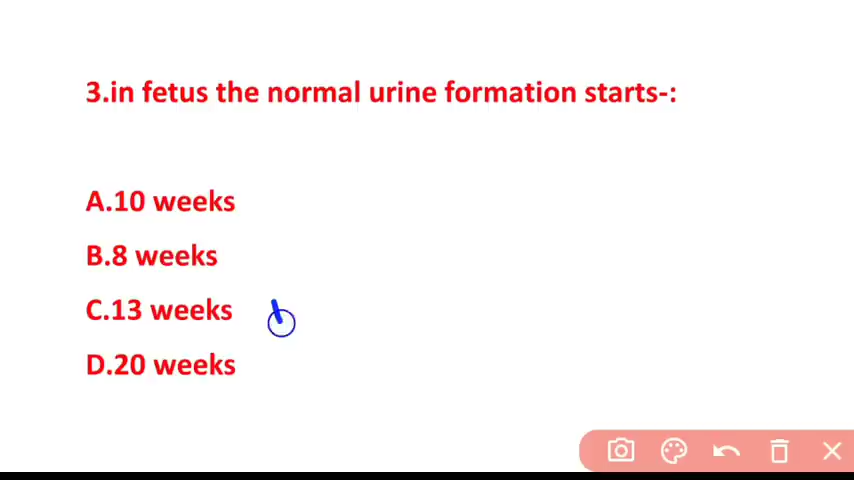 3.in fetus the normal urine formation starts-:
A.10 weeks
B.8 weeks
C.13 weeks
D.20 weeks